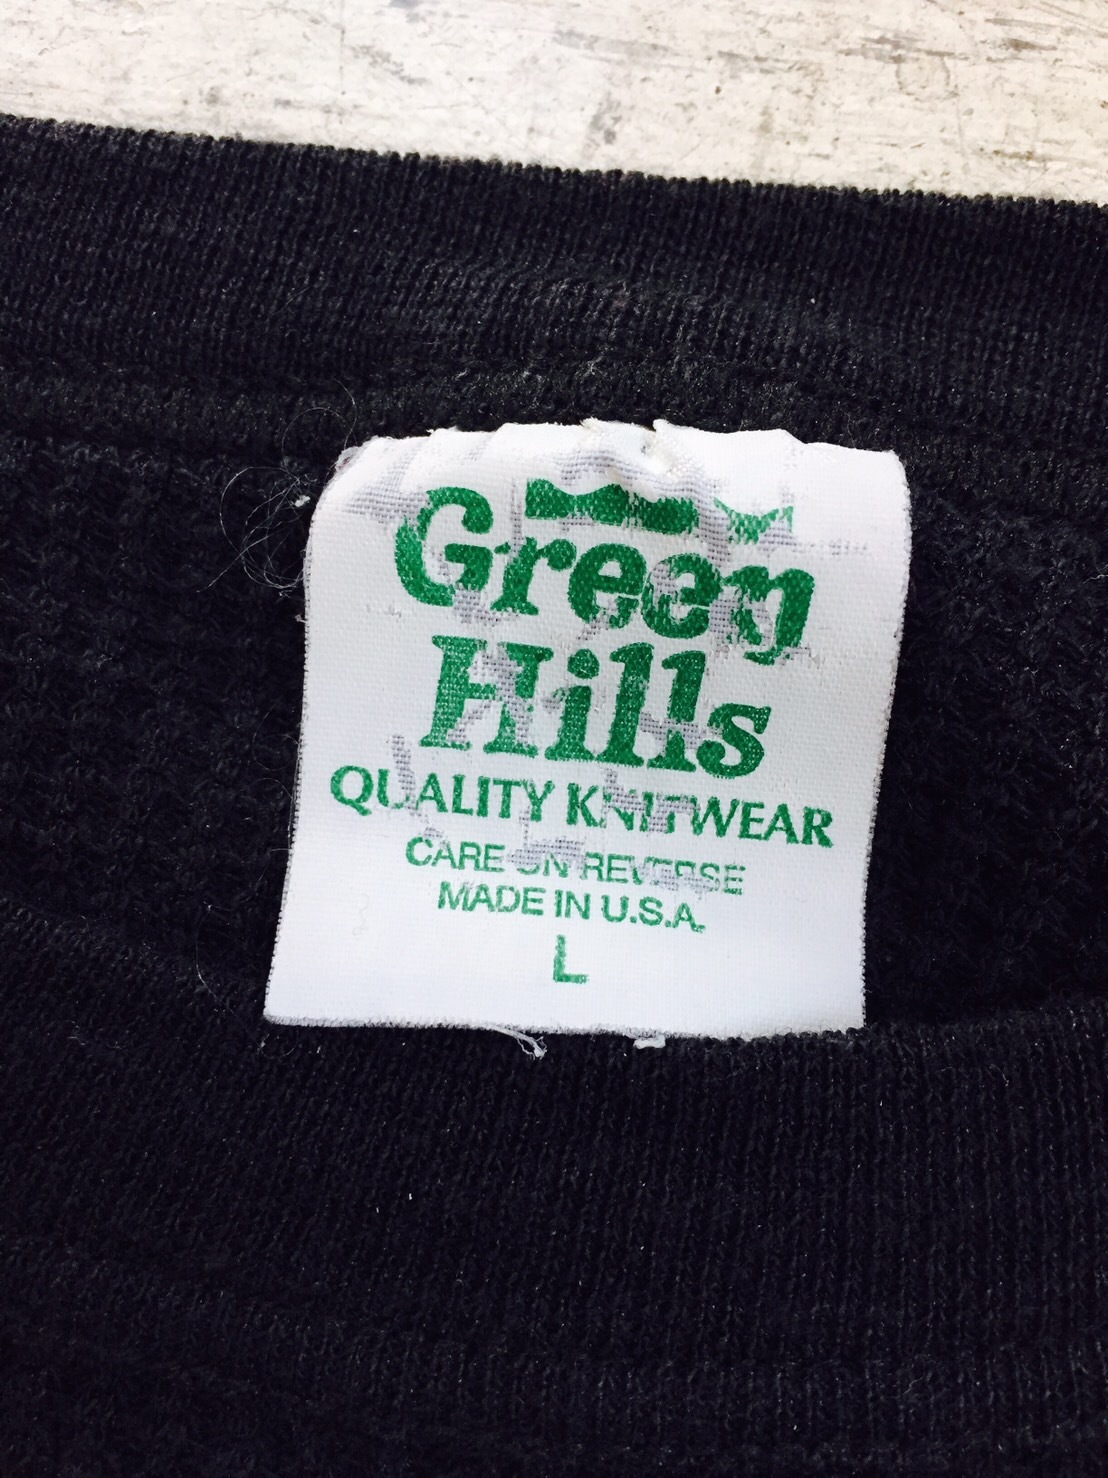 Green
Hills
QUALITY KNITWEAR
CARE ON REVERSE
MADE IN U.S.A.
L